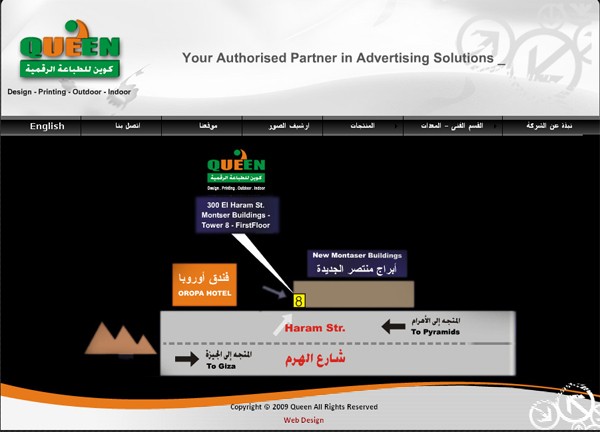 QUEEN
كوين للطباعة الرقمية
Design - Printing - Outdoor - Indoor
Your Authorised Partner in Advertising Solutions _
نبذة عن الشركة
القسم الفني - المعدات
المنتجات
ارشيف الصور
موقعنا
اتصل بنا
English
QUEEN
كوين للطباعة الرقمية
Design . Printing . Outdoor . Indoor
300 El Haram St.
Montser Buildings -
Tower 8 - FirstFloor
New Montaser Buildings
أبراج منتصر الجديدة
فندق أوروبا
OROPA HOTEL
8
Haram Str.
المتجه إلى الأهرام
To Pyramids
المتجه إلى الجيزة
To Giza
شارع الهرم
Copyright © 2009 Queen All Rights Reserved
Web Design